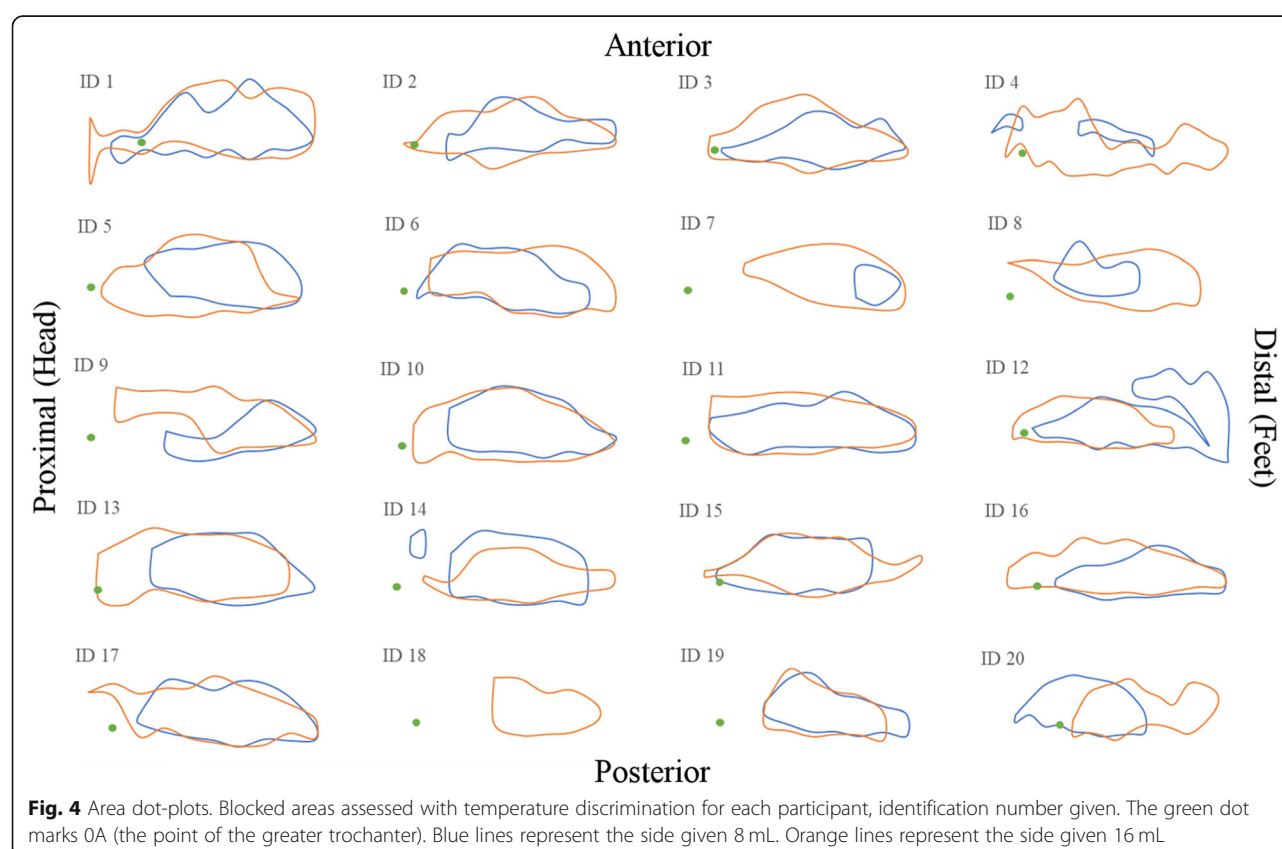 Anterior
ID 1
ID 2
ID 3
ID 4
ID 5
ID 6
ID 7
ID 8
Proximal (Head)
Distal (Feet)
ID 9
ID 10
ID 11
ID 12
ID 13
ID 14
ID 15
ID 16
ID 17
ID 18
ID 19
ID 20
Posterior
Fig. 4 Area dot-plots. Blocked areas assessed with temperature discrimination for each participant, identification number given. The green dot
marks 0A (the point of the greater trochanter). Blue lines represent the side given 8 mL. Orange lines represent the side given 16 mL